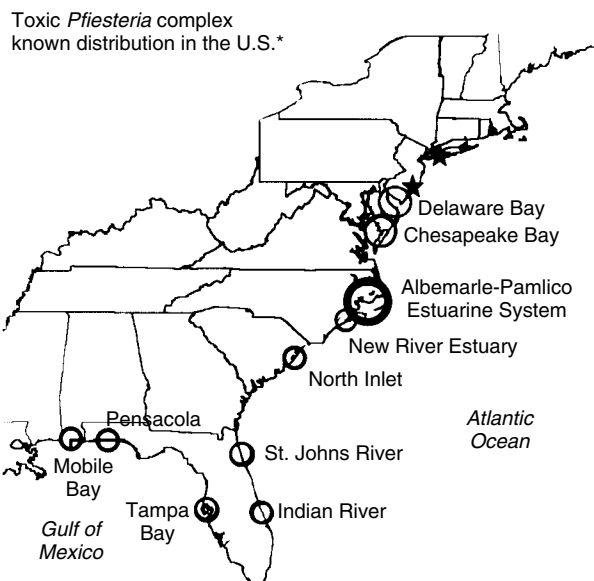 Toxic Pfiesteria complex
known distribution in the U.S.*
Delaware Bay
Chesapeake Bay
Albemarle-Pamlico
Estuarine System
New River Estuary
North Inlet
Pensacola
Atlantic
Ocean
St. Johns River
Mobile
Bay
Tampa
Bay
Indian River
Gulf of
Mexico